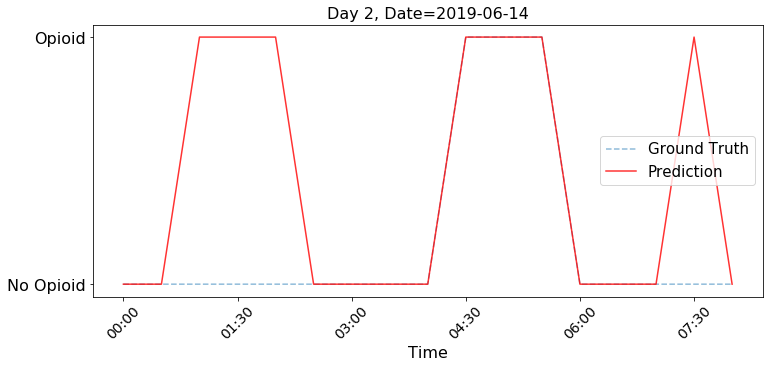 Day 2, Date=2019-06-14
Opioid
Ground Truth
Prediction
No Opioid
00:00
01:30
03:00
04:30
06:00
07:30
Time